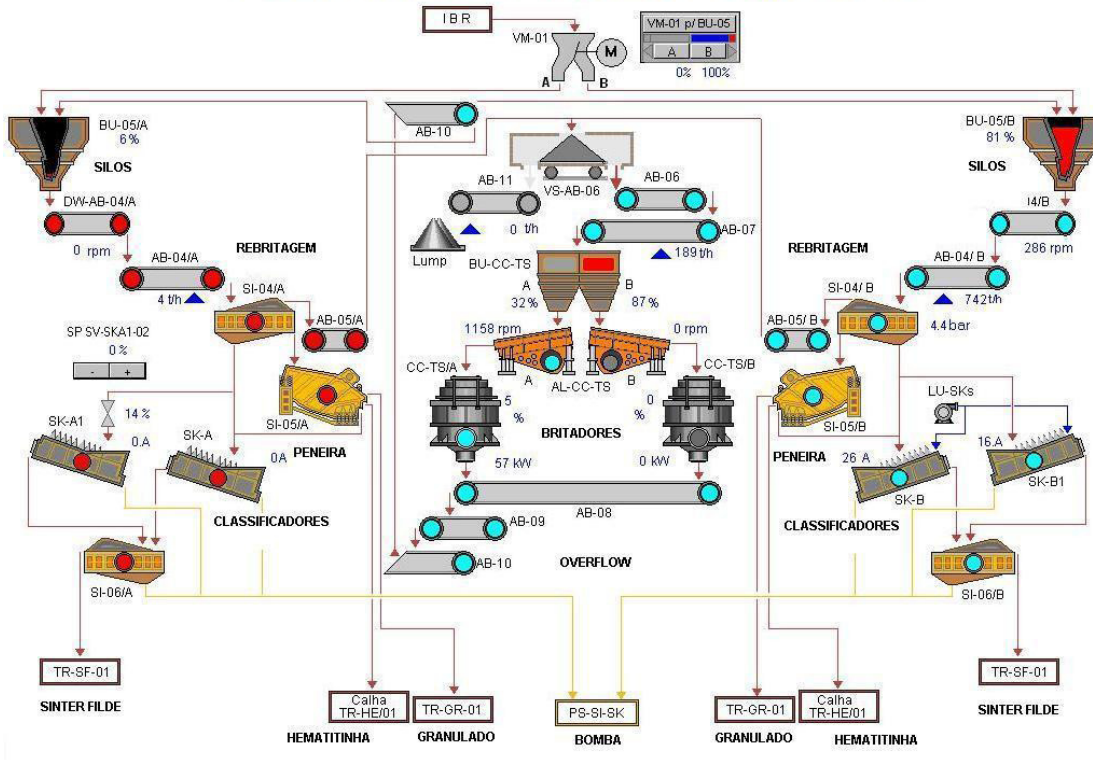 IBR
VM-01
M
VM-01 p/ BU-05
A B
0% 100%
A B
BU-05/A
6%
SILOS
AB-10
BU-05/B
81 %
SILOS
DW-AB-04/A
0 rpm
AB-11
0 t/h
VS-AB-06
AB-06
AB-07
189 t/h
Lump
I4/B
286 rpm
REBRITAGEM
AB-04/A
4 t/h
BU-CC-TS
A B
32 % 87 %
REBRITAGEM
AB-04/ B
742 t/h
SI-04/A
AB-05/A
SI-04/ B
4.4 bar
AB-05/ B
SP SV-SKA1-02
0 %
- +
1158 rpm
0 rpm
A AL-CC-TS B
CC-TS/A
5
%
57 kW
CC-TS/B
0
%
0 kW
BRITADORES
14 %
SK-A1
0.A
SK-A
0A
SI-05/A
PENEIRA
SI-05/B
PENEIRA
LU-SKs
16.A
26 A
SK-B
SK-B1
CLASSIFICADORES
CLASSIFICADORES
AB-08
AB-09
AB-10
OVERFLOW
SI-06/A
SI-06/B
TR-SF-01
SINTER FILDE
Calha
TR-HE/01
HEMATITINHA
TR-GR-01
GRANULADO
PS-SI-SK
BOMBA
TR-GR-01
GRANULADO
Calha
TR-HE/01
HEMATITINHA
TR-SF-01
SINTER FILDE